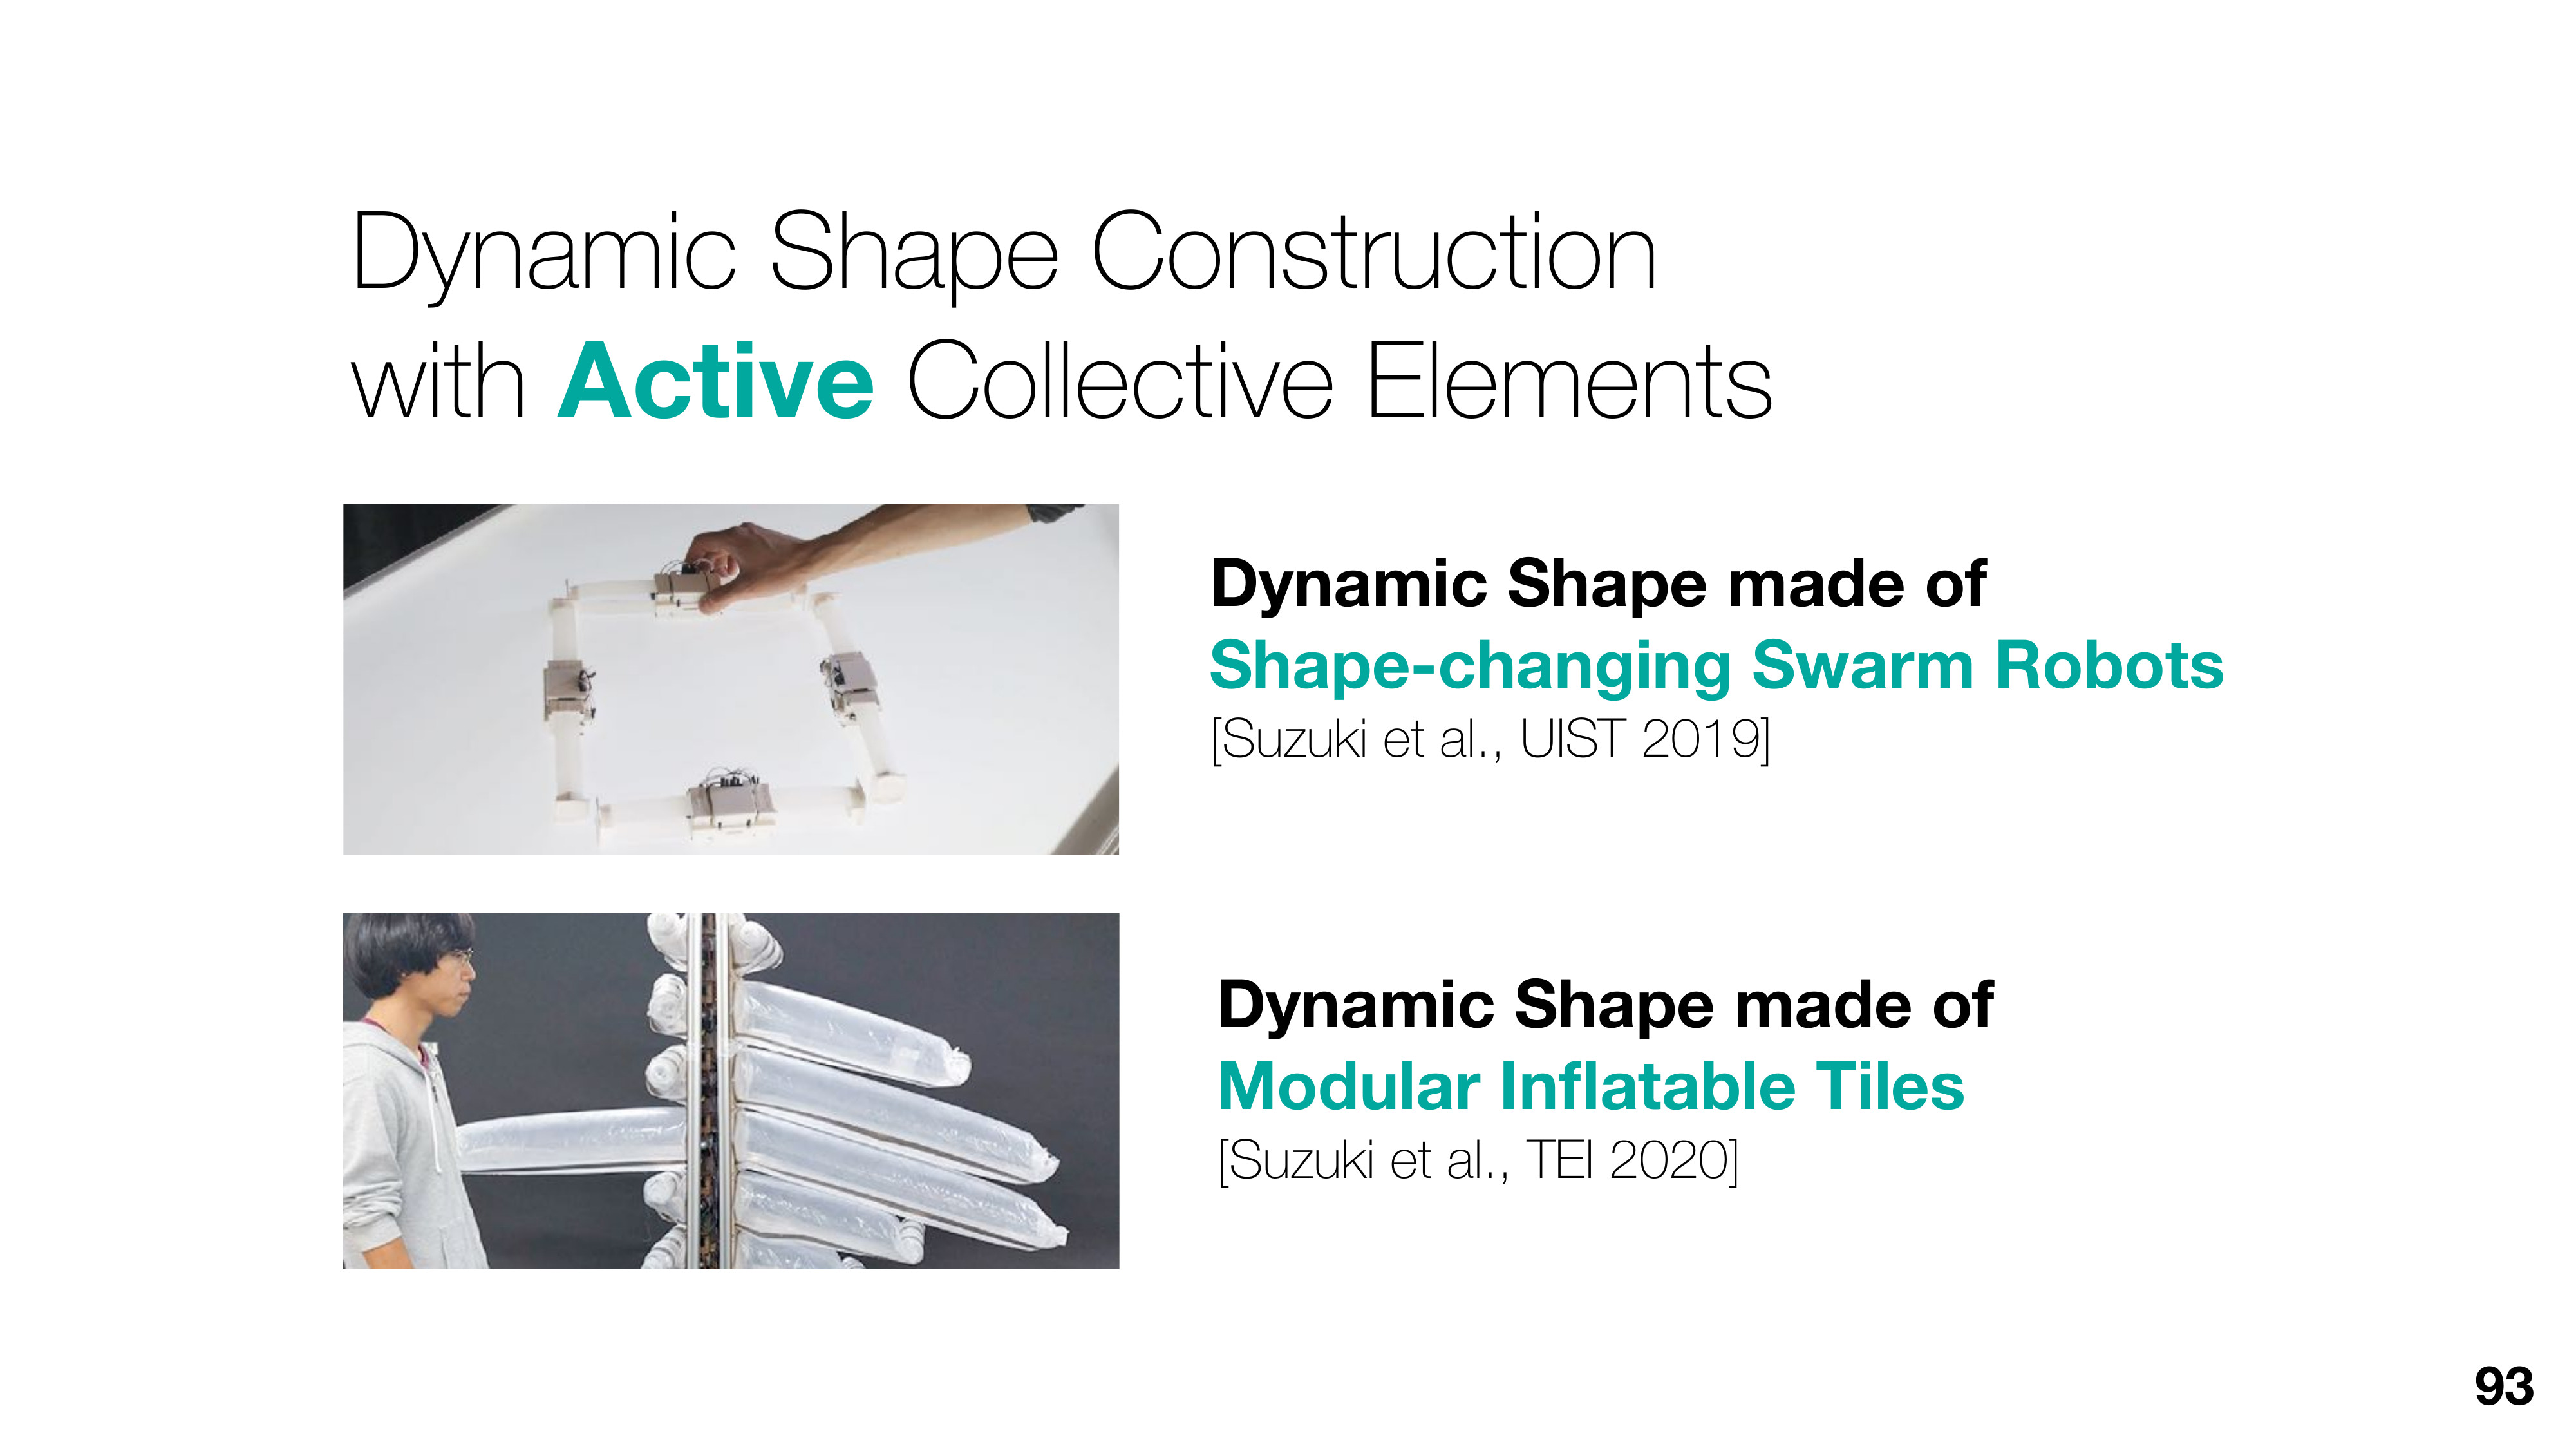 Dynamic Shape Construction
with Active Collective Elements
Dynamic Shape made of
Shape-changing Swarm Robots
[Suzuki et al., UIST 2019]
Dynamic Shape made of
Modular Inflatable Tiles
[Suzuki et al., TEI 2020]
93